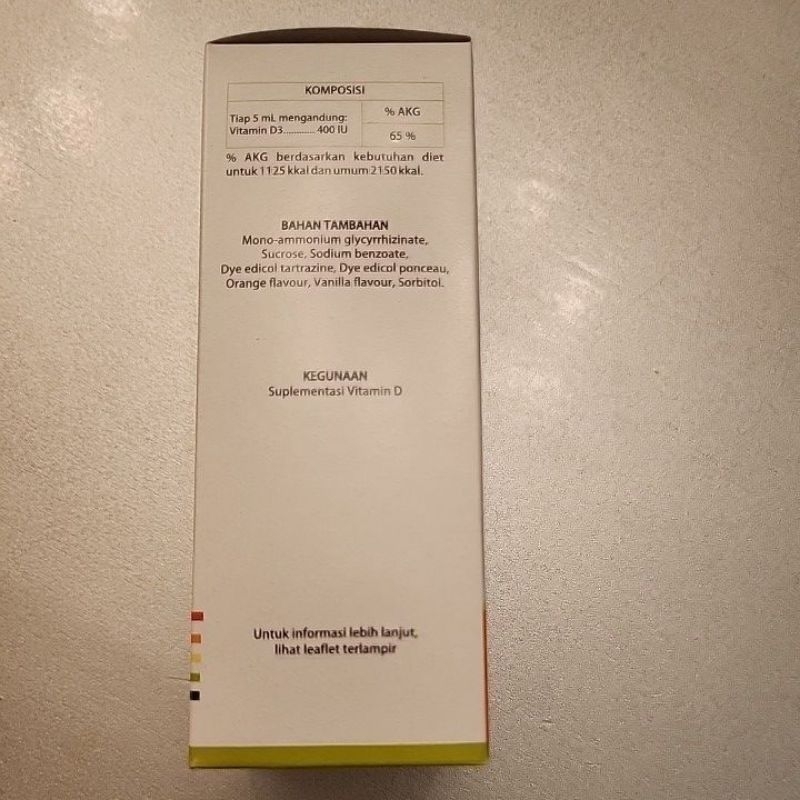 KOMPOSISI
Tiap 5 mL mengandung:
Vitamin D3............ 400 IU
% AKG
65 %
% AKG berdasarkan kebutuhan diet
untuk 1125 kkal dan umum 2150 kkal.
BAHAN TAMBAHAN
Mono-ammonium glycyrrhizinate,
Sucrose, Sodium benzoate,
Dye edicol tartrazine, Dye edicol ponceau,
Orange flavour, Vanilla flavour, Sorbitol.
KEGUNAAN
Suplementasi Vitamin D
Untuk informasi lebih lanjut,
lihat leaflet terlampir